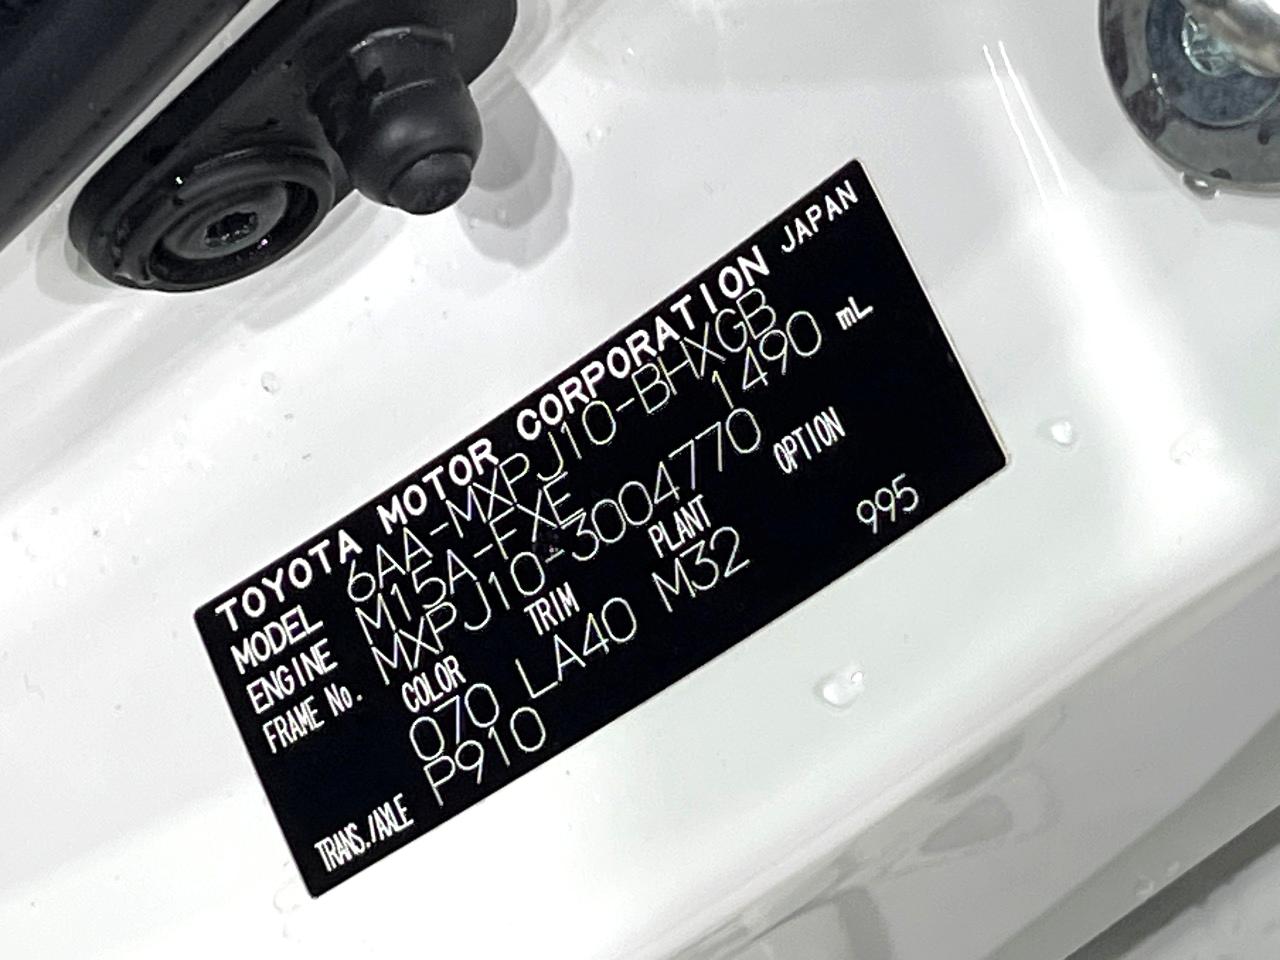 TOYOTA MOTOR CORPORATION JAPAN
MODEL 6AA-MXPJ10-BHXGB
ENGINE M15A-FXE 1490 mL
FRAME No. MXPJ10-3004770
COLOR TRIM PLANT OPTION
070 LA40 M32 995
TRANS./AXLE P910